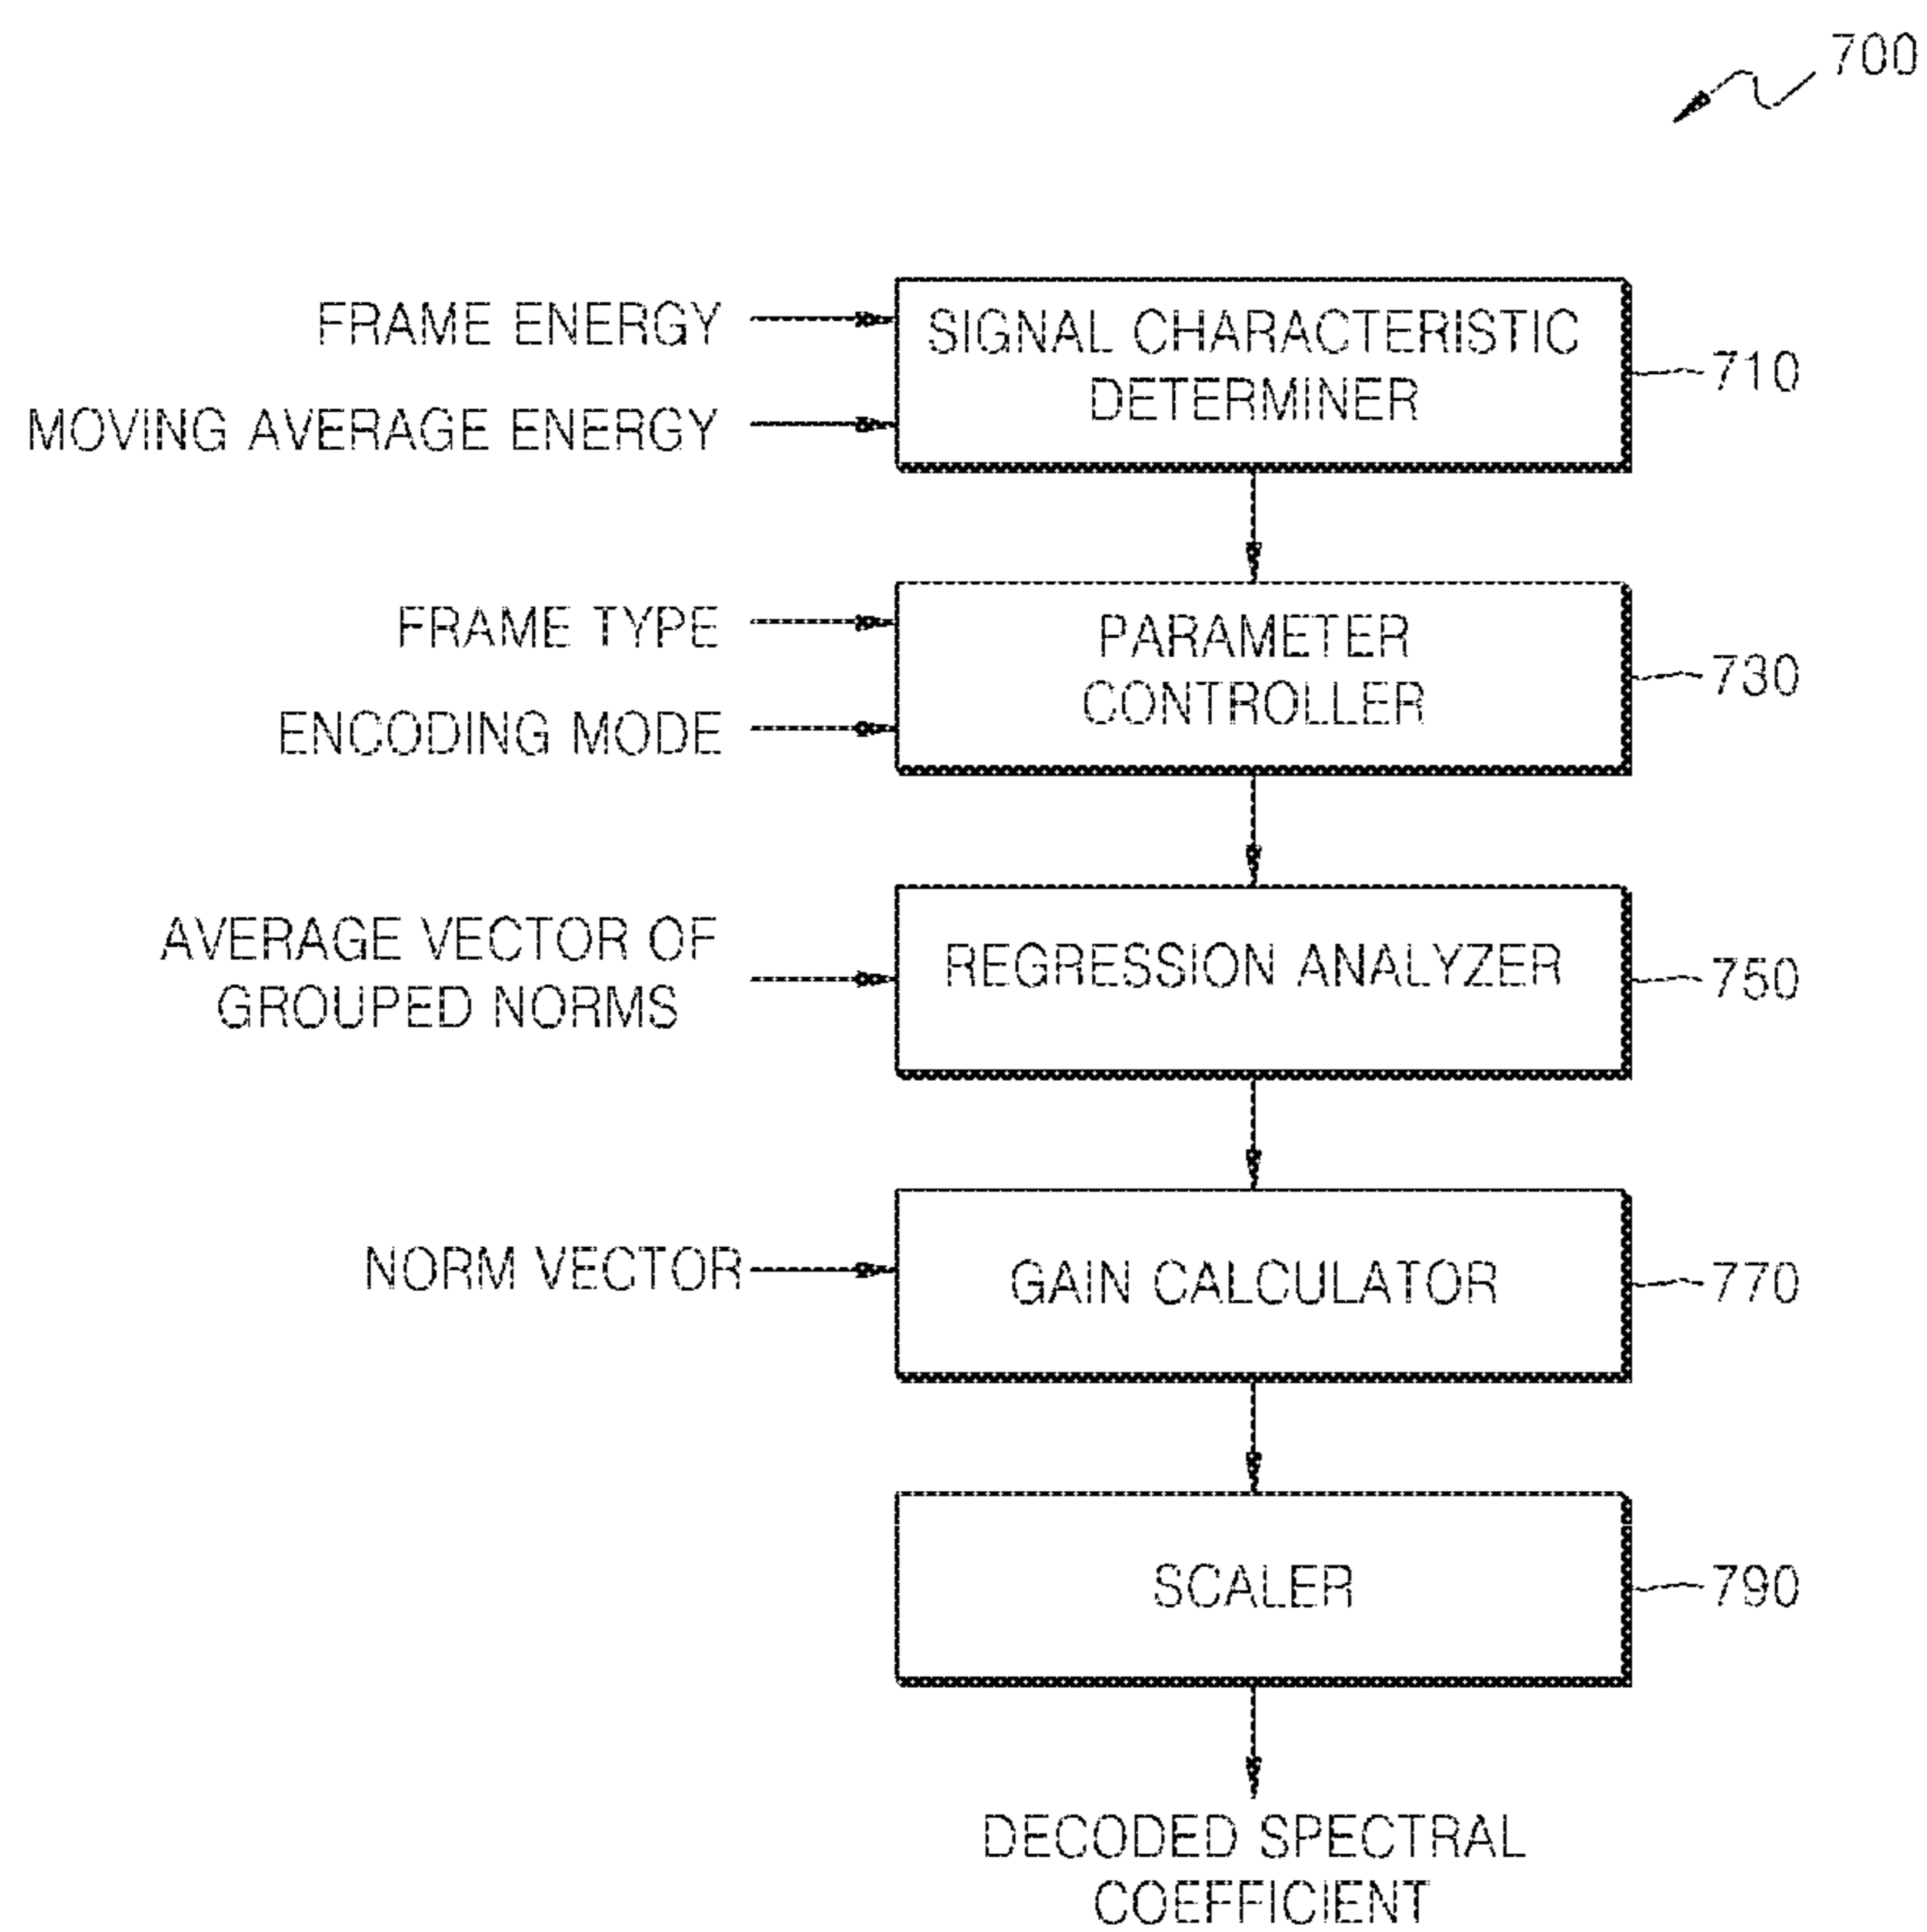 700
FRAME ENERGY
MOVING AVERAGE ENERGY
SIGNAL CHARACTERISTIC
DETERMINER
710
FRAME TYPE
ENCODING MODE
PARAMETER
CONTROLLER
730
AVERAGE VECTOR OF
GROUPED NORMS
REGRESSION ANALYZER
750
NORM VECTOR
GAIN CALCULATOR
770
SCALER
790
DECODED SPECTRAL
COEFFICIENT